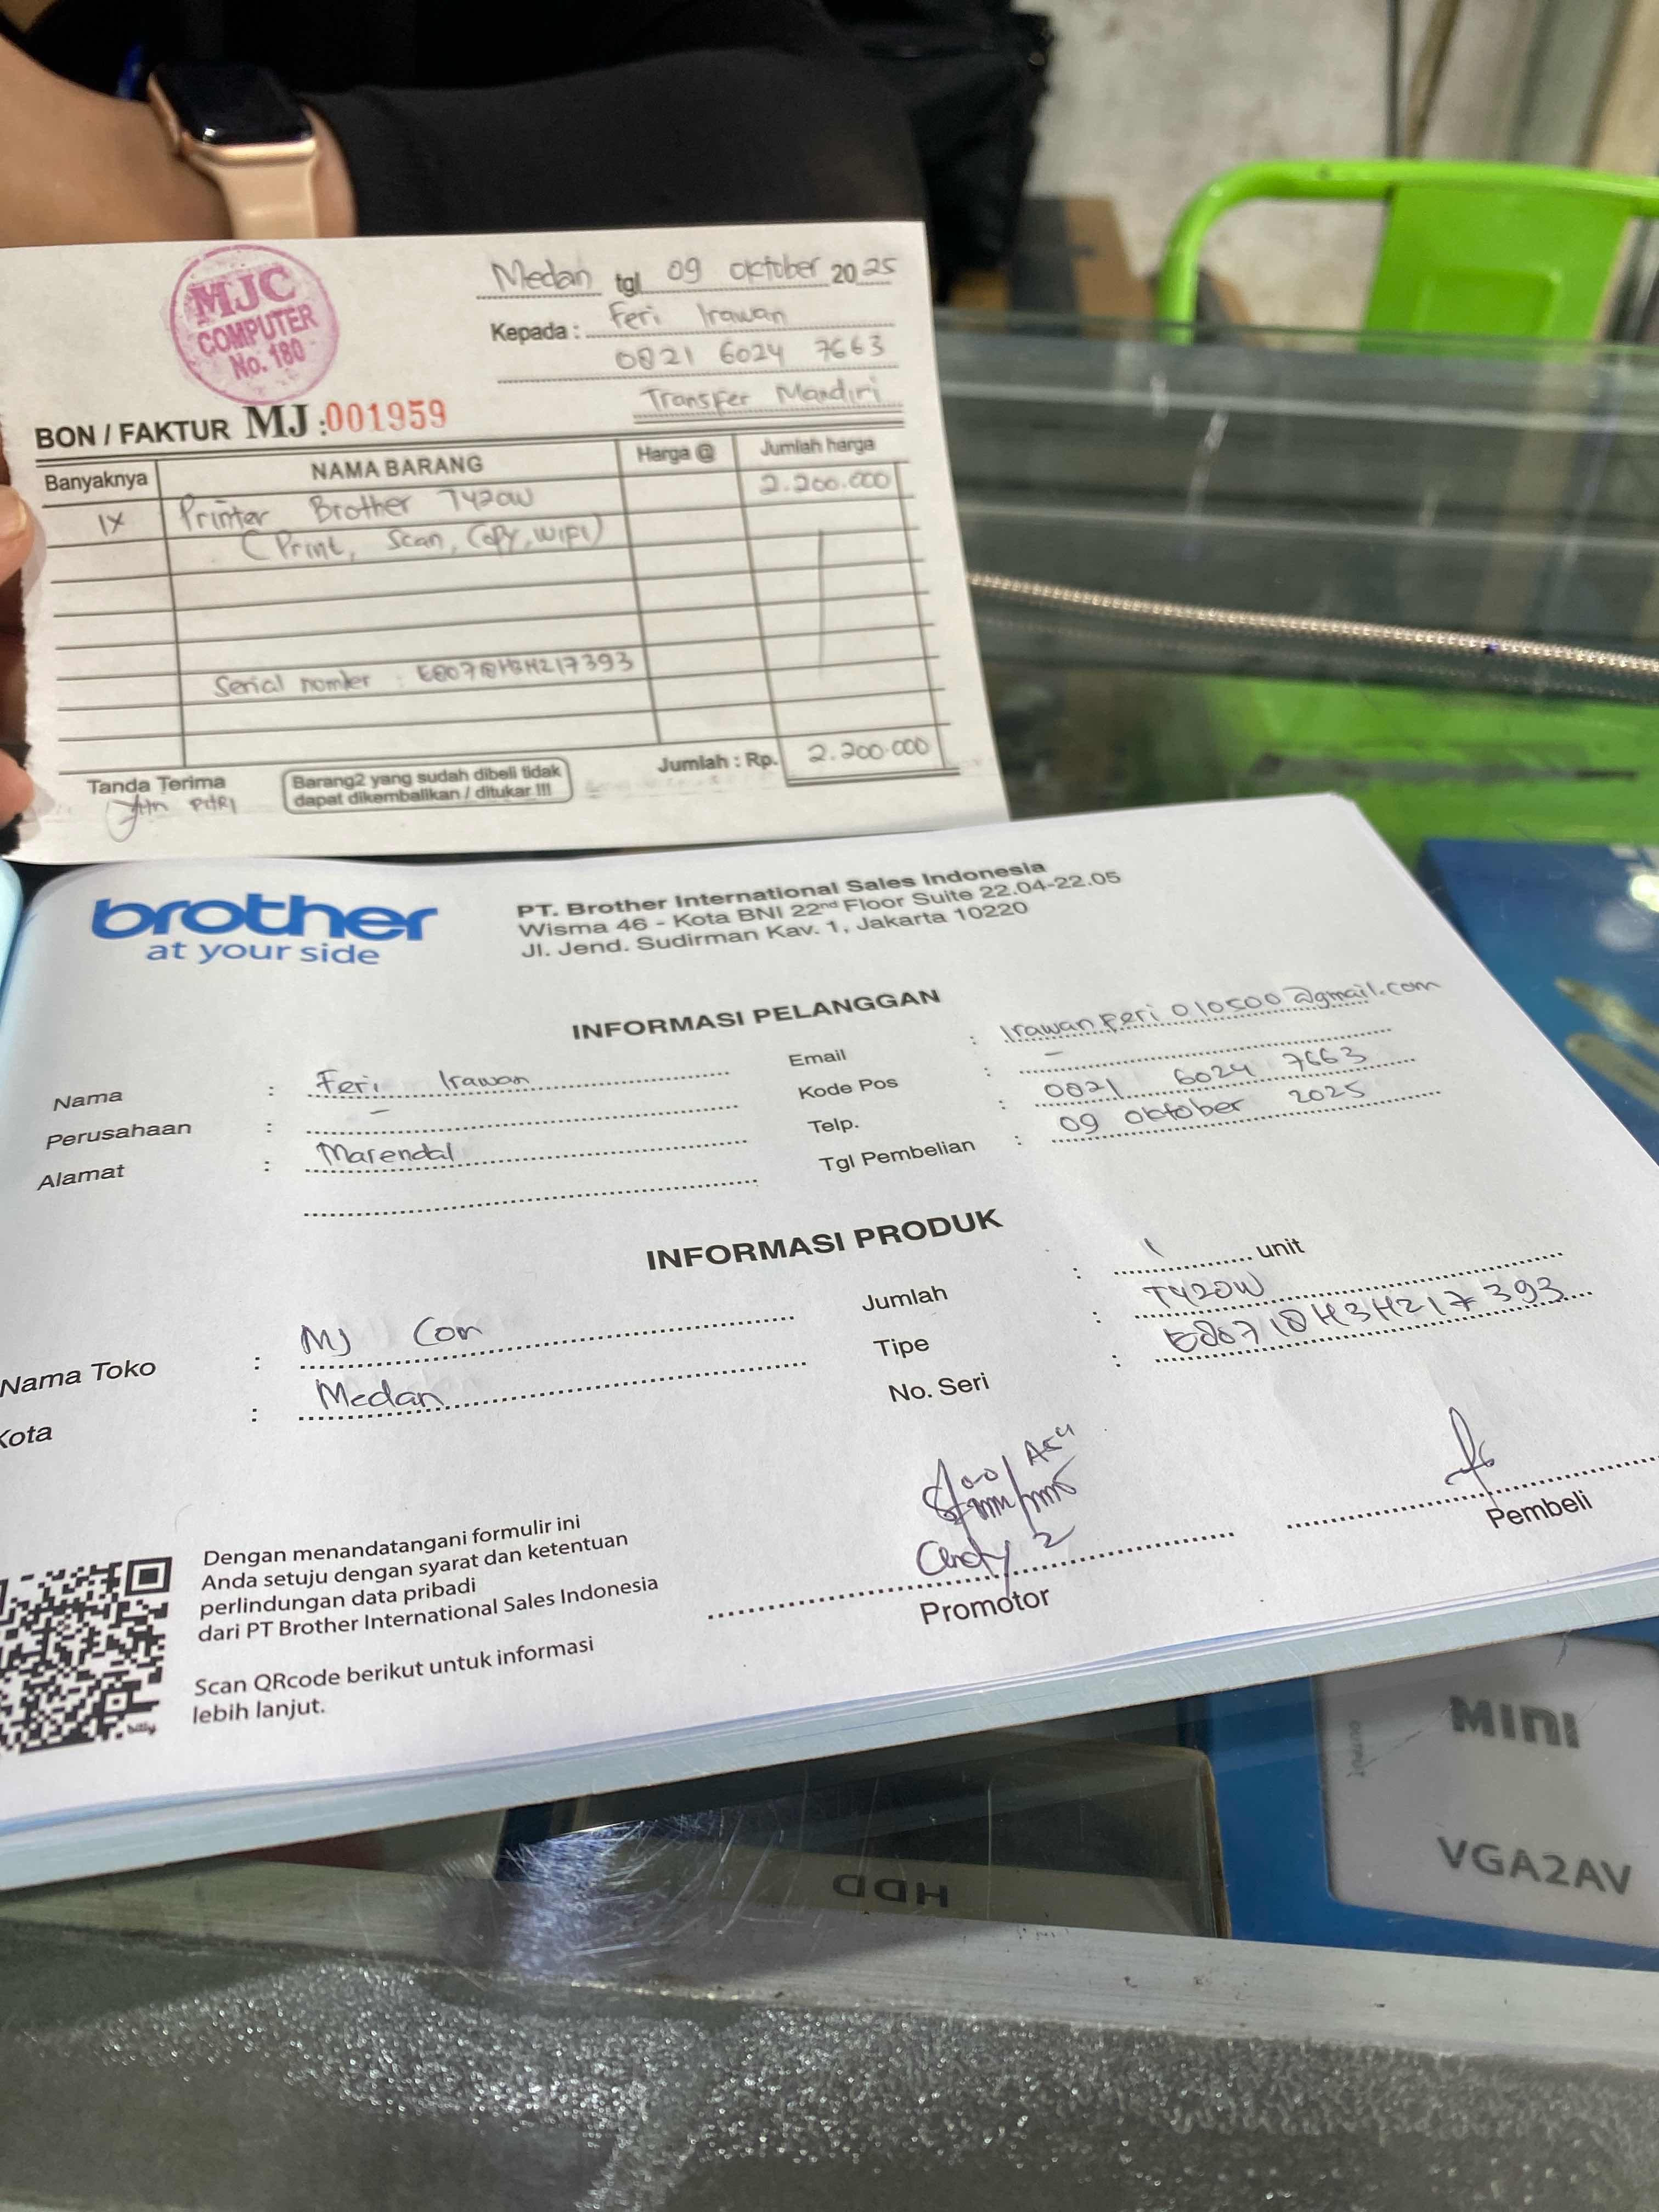 MJC
COMPUTER
No. 180
Medan tgl 09 Oktober 2025
Kepada : Feri Irawan
0821 6024 7663
Transfer Mandiri
BON / FAKTUR MJ :001959
Banyaknya NAMA BARANG Harga @ Jumlah harga
1X Printer Brother T420W 2.200.000
(Print, Scan, Copy, Wifi)
Serial nomber :
Jumlah : Rp. 2.200.000
Tanda Terima
Barang2 yang sudah dibeli tidak
dapat dikembalikan / ditukar !!!
brother
at your side
PT. Brother International Sales Indonesia
Wisma 46 - Kota BNI 22nd Floor Suite 22.04-22.05
Jl. Jend. Sudirman Kav. 1, Jakarta 10220
INFORMASI PELANGGAN
Nama : Feri Irawan
Perusahaan : -
Alamat : Marendal
Email : Irawanferi010500@gmail.com
Kode Pos : -
Telp. : 0821 6024 7663
Tgl Pembelian : 09 Oktober 2025
INFORMASI PRODUK
Nama Toko : MJ Com
Kota : Medan
Jumlah : 1 unit
Tipe : T420W
No. Seri :
Promotor
Pembeli
Dengan menandatangani formulir ini
Anda setuju dengan syarat dan ketentuan
perlindungan data pribadi
dari PT Brother International Sales Indonesia
Scan QRcode berikut untuk informasi
lebih lanjut.
billy
MINI
OUTPUT
VGA2AV
HDD